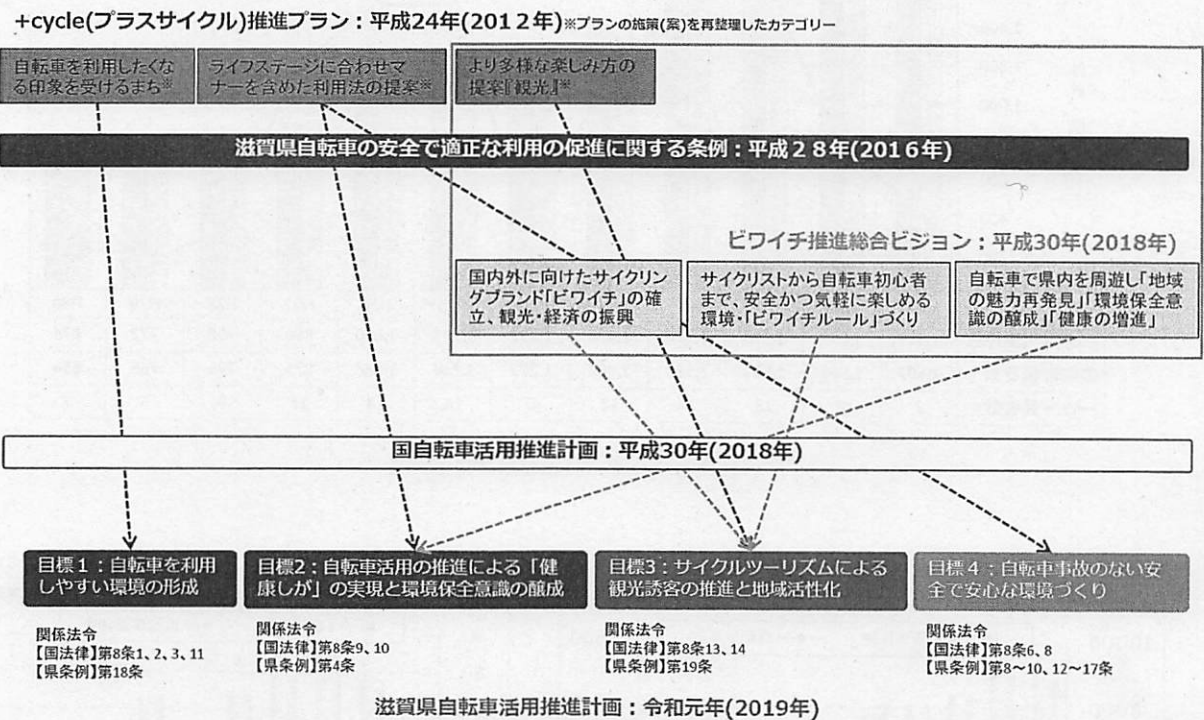 +cycle(プラスサイクル)推進プラン：平成24年(2012年)※プランの施策(案)を再整理したカテゴリー
自転車を利用したくな
る印象を受けるまち※
ライフステージに合わせマ
ナーを含めた利用法の提案※
より多様な楽しみ方の
提案『観光』※
滋賀県自転車の安全で適正な利用の促進に関する条例：平成２８年(2016年)
ビワイチ推進総合ビジョン：平成30年(2018年)
国内外に向けたサイクリン
グブランド「ビワイチ」の確
立、観光・経済の振興
サイクリストから自転車初心者
まで、安全かつ気軽に楽しめる
環境・「ビワイチルール」づくり
自転車で県内を周遊し「地域
の魅力再発見」「環境保全意
識の醸成」「健康の増進」
国自転車活用推進計画：平成30年(2018年)
目標１：自転車を利用
しやすい環境の形成
目標2：自転車活用の推進による「健
康しが」の実現と環境保全意識の醸成
目標3：サイクルツーリズムによる
観光誘客の推進と地域活性化
目標４：自転車事故のない安
全で安心な環境づくり
関係法令
【国法律】第8条1、2、3、11
【県条例】第18条
関係法令
【国法律】第8条9、10
【県条例】第4条
関係法令
【国法律】第8条13、14
【県条例】第19条
関係法令
【国法律】第8条6、8
【県条例】第8～10、12～17条
滋賀県自転車活用推進計画：令和元年(2019年)